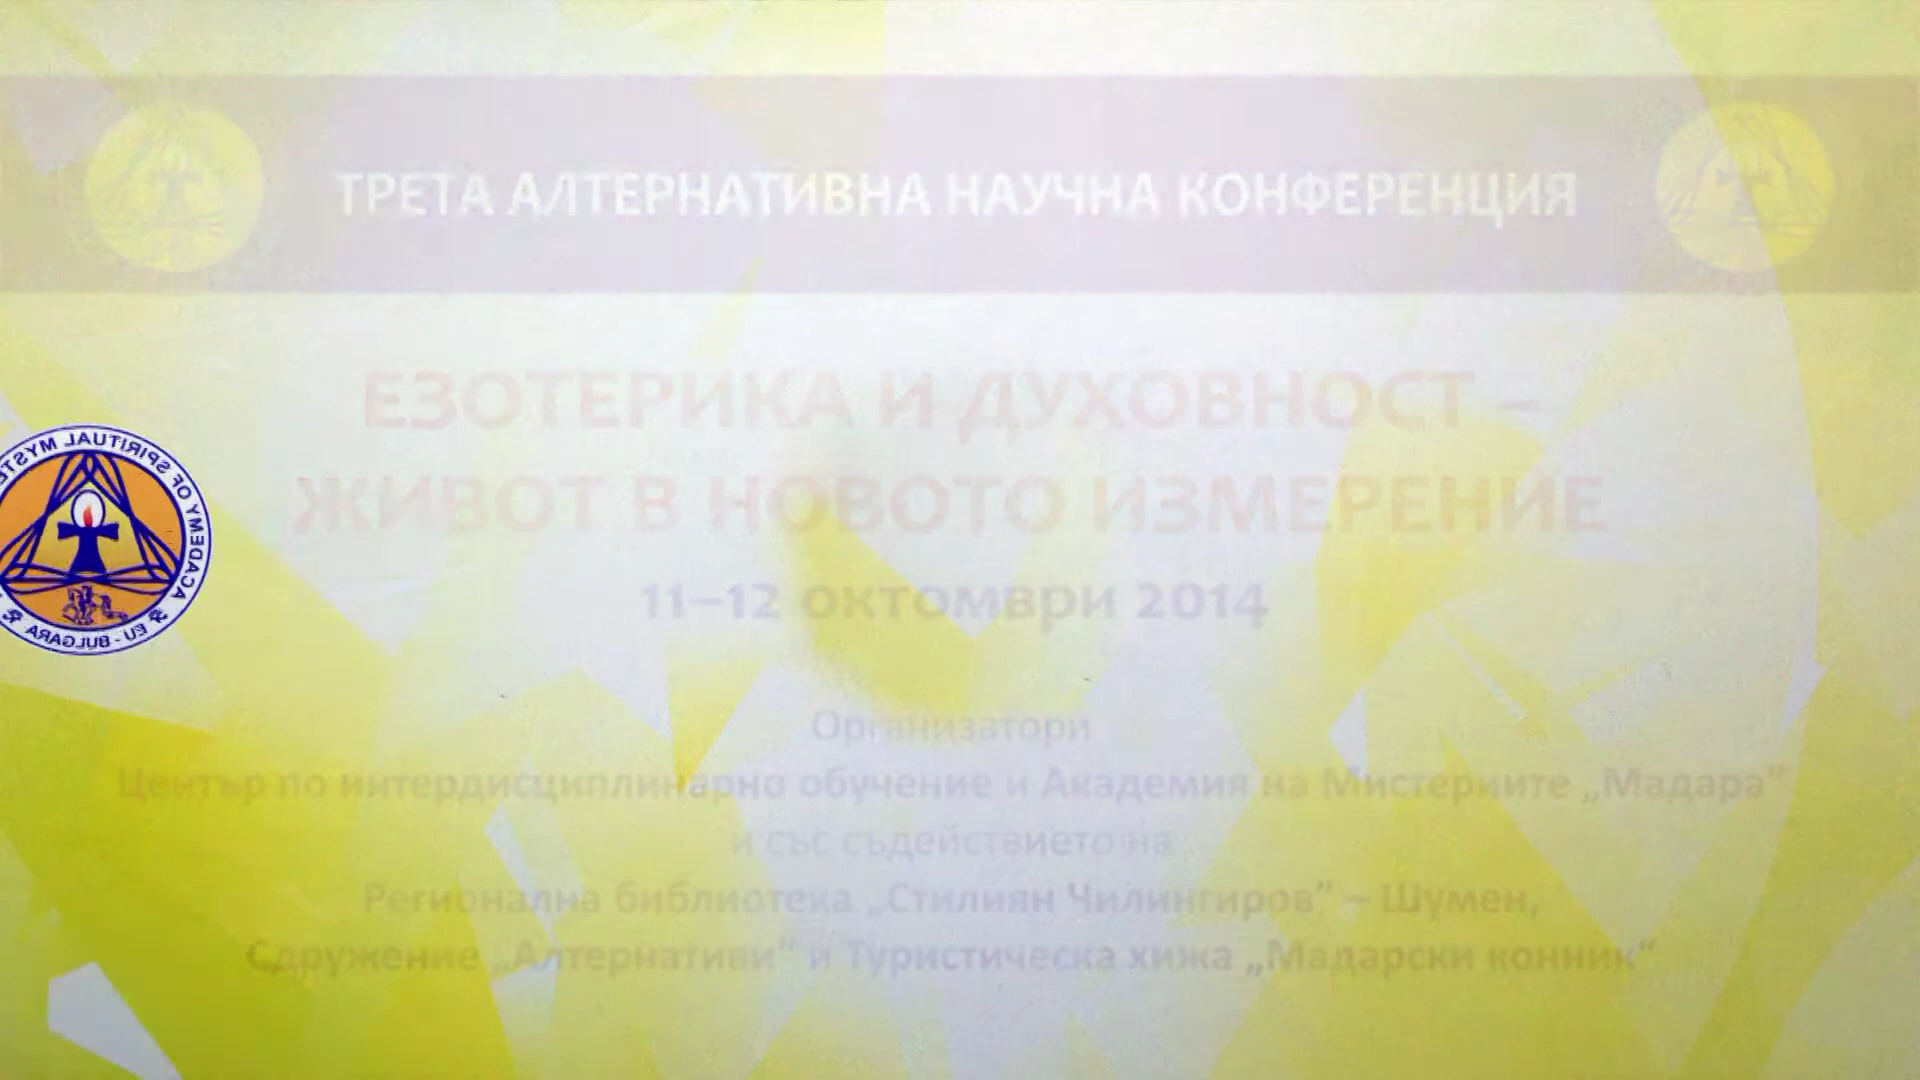 ТРЕТА АЛТЕРНАТИВНА НАУЧНА КОНФЕРЕНЦИЯ
ЕЗОТЕРИКА И ДУХОВНОСТ –
ЖИВОТ В НОВОТО ИЗМЕРЕНИЕ
11–12 октомври 2014
ACADEMY OF SPIRITUAL MYSTE
EU - BULGARA
Организатори
Център по интердисциплинарно обучение и Академия на Мистериите „Мадара”
и със съдействието на
Регионална библиотека „Стилиян Чилингиров” – Шумен,
Сдружение „Алтернативи” и Туристическа хижа „Мадарски конник“